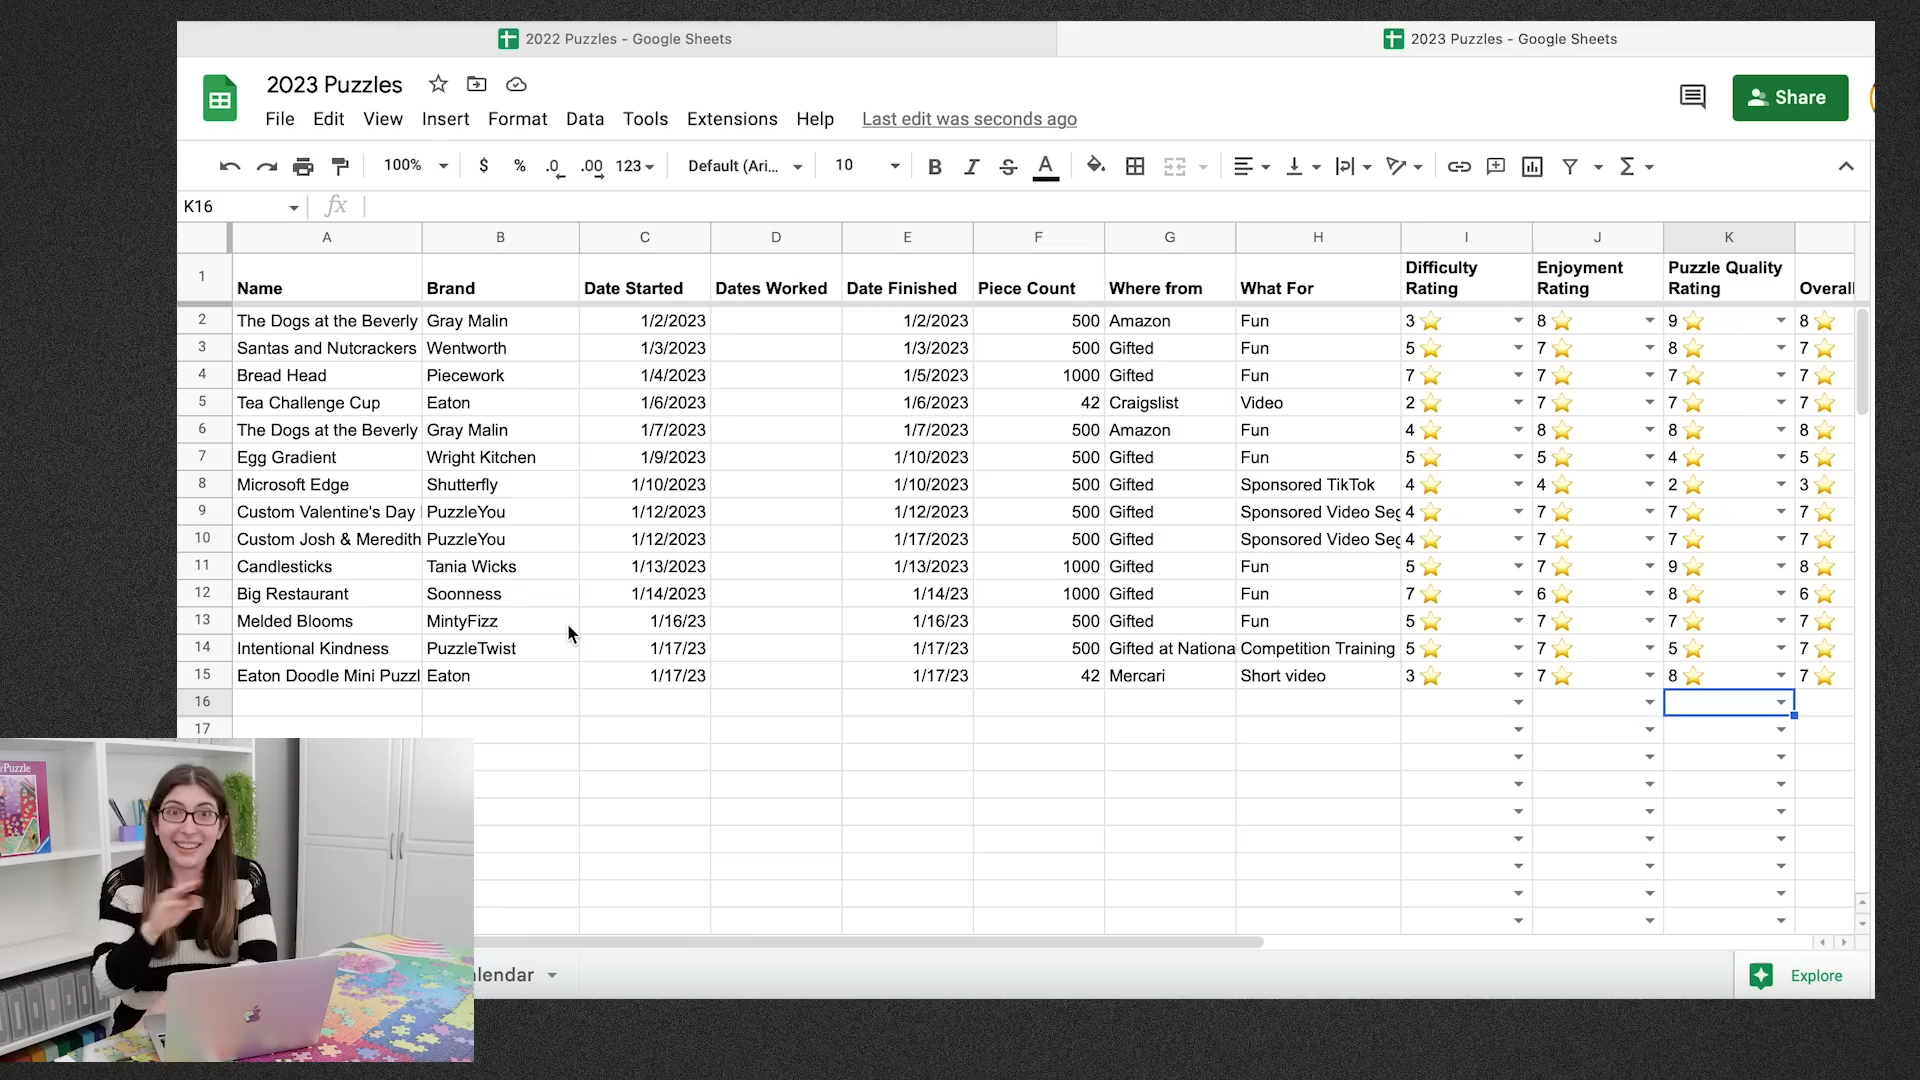 2022 Puzzles - Google Sheets
2023 Puzzles - Google Sheets
2023 Puzzles
File Edit View Insert Format Data Tools Extensions Help Last edit was seconds ago
Share
100% $ % .0 .00 123 Default (Ari... 10 B I S A
K16 fx
A B C D E F G H I J K
1 Name Brand Date Started Dates Worked Date Finished Piece Count Where from What For Difficulty Rating Enjoyment Rating Puzzle Quality Rating Overall
2 The Dogs at the Beverly Gray Malin 1/2/2023 1/2/2023 500 Amazon Fun 3 ⭐ 8 ⭐ 9 ⭐ 8 ⭐
3 Santas and Nutcrackers Wentworth 1/3/2023 1/3/2023 500 Gifted Fun 5 ⭐ 7 ⭐ 8 ⭐ 7 ⭐
4 Bread Head Piecework 1/4/2023 1/5/2023 1000 Gifted Fun 7 ⭐ 7 ⭐ 7 ⭐ 7 ⭐
5 Tea Challenge Cup Eaton 1/6/2023 1/6/2023 42 Craigslist Video 2 ⭐ 7 ⭐ 7 ⭐ 7 ⭐
6 The Dogs at the Beverly Gray Malin 1/7/2023 1/7/2023 500 Amazon Fun 4 ⭐ 8 ⭐ 8 ⭐ 8 ⭐
7 Egg Gradient Wright Kitchen 1/9/2023 1/10/2023 500 Gifted Fun 5 ⭐ 5 ⭐ 4 ⭐ 5 ⭐
8 Microsoft Edge Shutterfly 1/10/2023 1/10/2023 500 Gifted Sponsored TikTok 4 ⭐ 4 ⭐ 2 ⭐ 3 ⭐
9 Custom Valentine's Day PuzzleYou 1/12/2023 1/12/2023 500 Gifted Sponsored Video Seg 4 ⭐ 7 ⭐ 7 ⭐ 7 ⭐
10 Custom Josh & Meredith PuzzleYou 1/12/2023 1/17/2023 500 Gifted Sponsored Video Seg 4 ⭐ 7 ⭐ 7 ⭐ 7 ⭐
11 Candlesticks Tania Wicks 1/13/2023 1/13/2023 1000 Gifted Fun 5 ⭐ 7 ⭐ 9 ⭐ 8 ⭐
12 Big Restaurant Soonness 1/14/2023 1/14/23 1000 Gifted Fun 7 ⭐ 6 ⭐ 8 ⭐ 6 ⭐
13 Melded Blooms MintyFizz 1/16/23 1/16/23 500 Gifted Fun 5 ⭐ 7 ⭐ 7 ⭐ 7 ⭐
14 Intentional Kindness PuzzleTwist 1/17/23 1/17/23 500 Gifted at Nationa Competition Training 5 ⭐ 7 ⭐ 5 ⭐ 7 ⭐
15 Eaton Doodle Mini Puzzl Eaton 1/17/23 1/17/23 42 Mercari Short video 3 ⭐ 7 ⭐ 8 ⭐ 7 ⭐
16
17
Puzzle
lendar
Explore